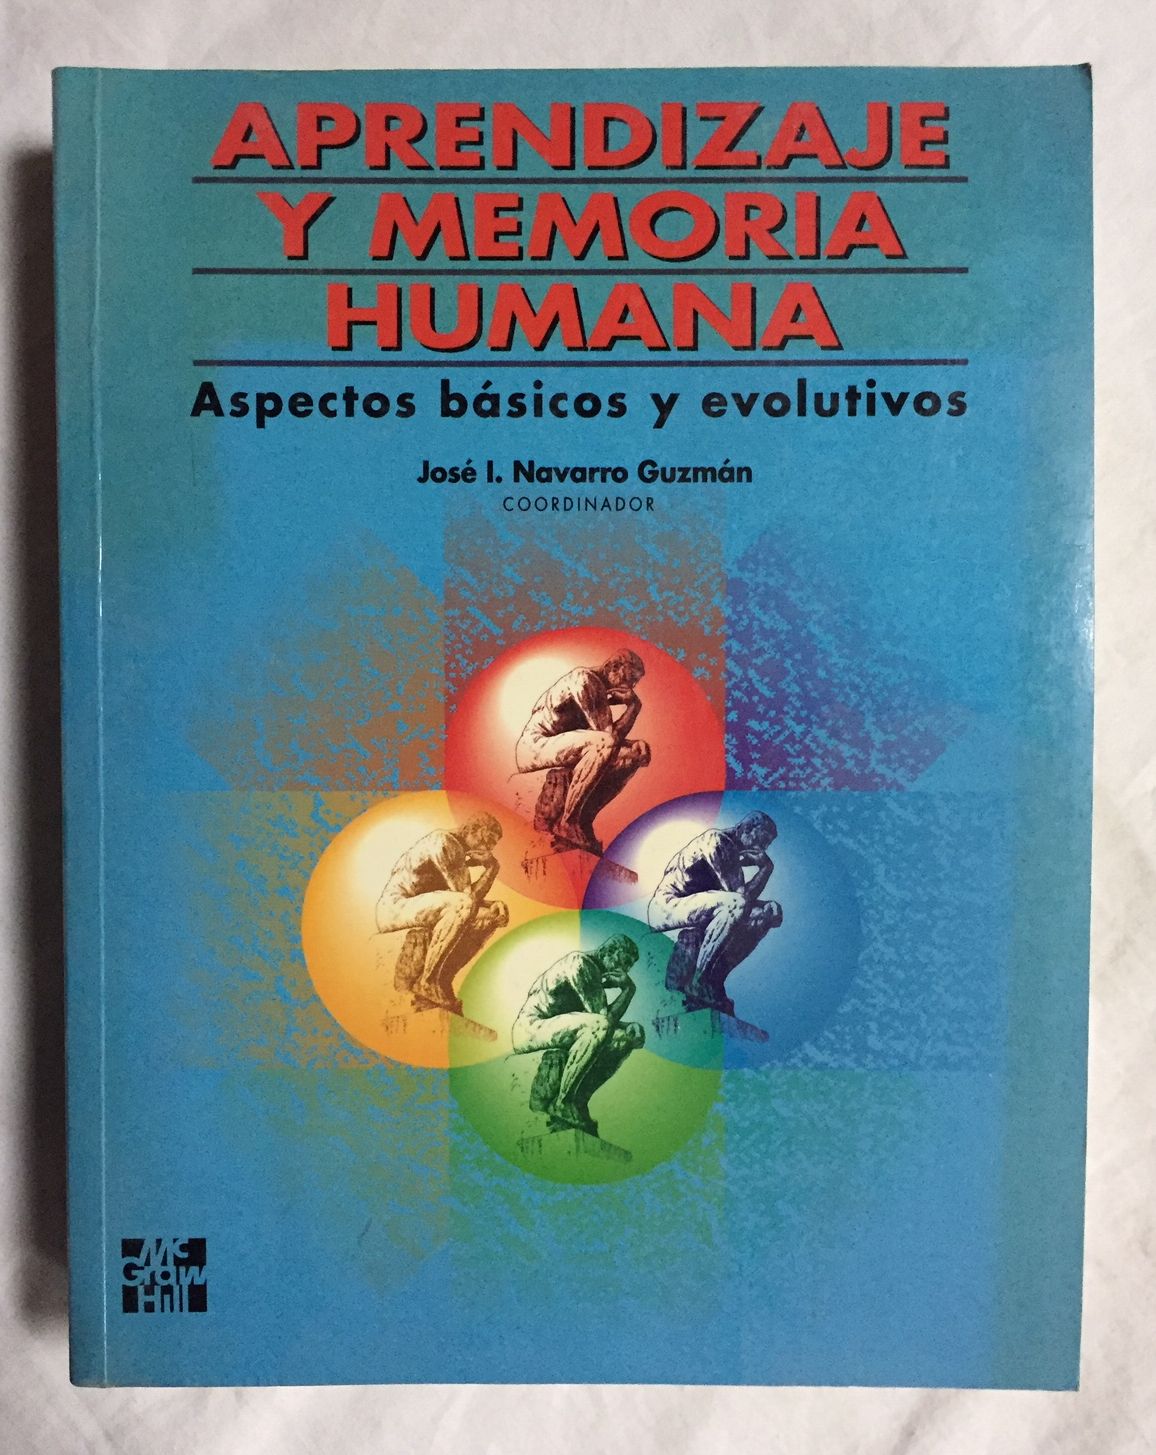 APRENDIZAJE
Y MEMORIA
HUMANA
Aspectos básicos y evolutivos
José I. Navarro Guzmán
COORDINADOR
Mc
Graw
Hill